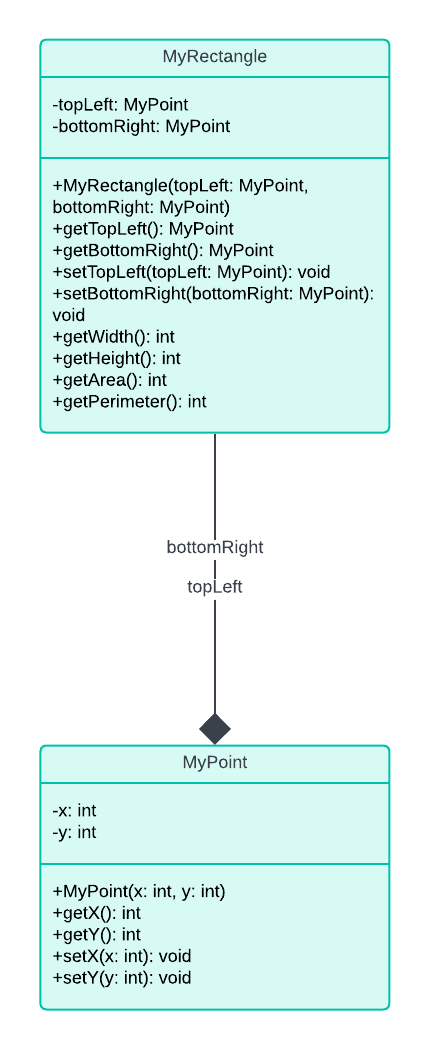 MyRectangle
-topLeft: MyPoint
-bottomRight: MyPoint
+MyRectangle(topLeft: MyPoint,
bottomRight: MyPoint)
+getTopLeft(): MyPoint
+getBottomRight(): MyPoint
+setTopLeft(topLeft: MyPoint): void
+setBottomRight(bottomRight: MyPoint):
void
+getWidth(): int
+getHeight(): int
+getArea(): int
+getPerimeter(): int
bottomRight
topLeft
MyPoint
-x: int
-y: int
+MyPoint(x: int, y: int)
+getX(): int
+getY(): int
+setX(x: int): void
+setY(y: int): void